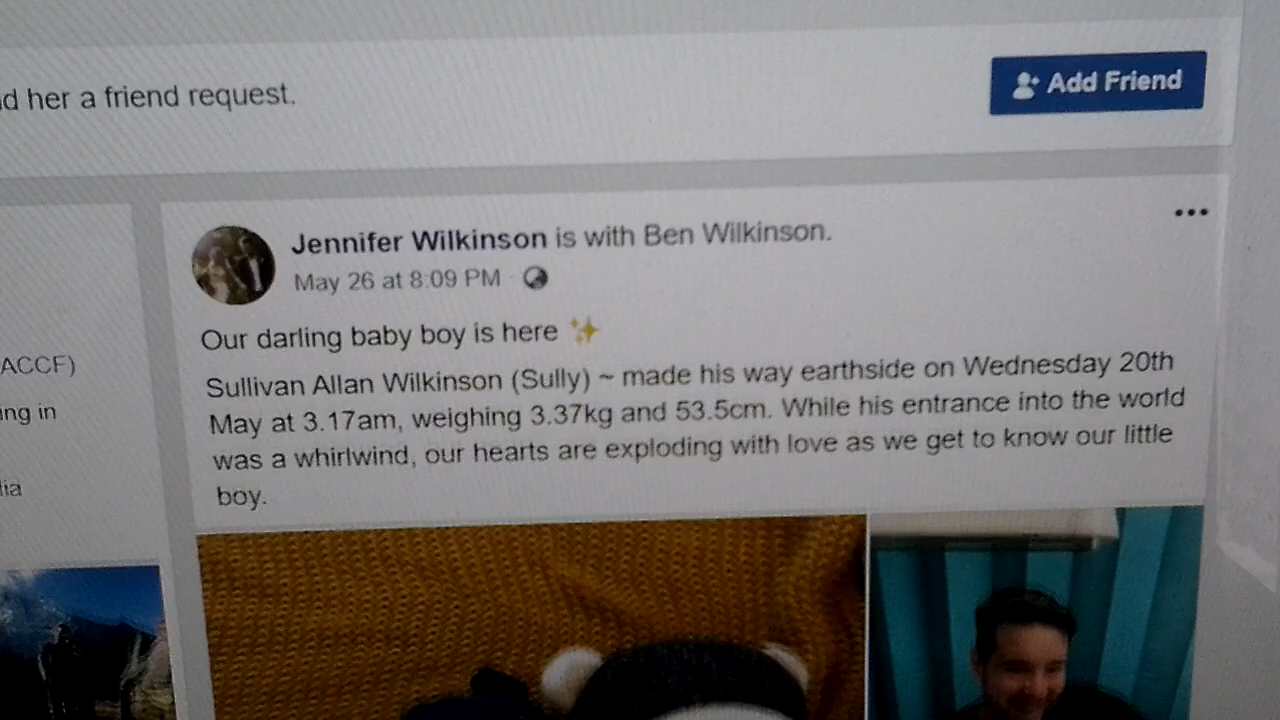 d her a friend request.
Add Friend
Jennifer Wilkinson is with Ben Wilkinson.
May 26 at 8:09 PM ·
Our darling baby boy is here ✨
Sullivan Allan Wilkinson (Sully) ~ made his way earthside on Wednesday 20th
May at 3.17am, weighing 3.37kg and 53.5cm. While his entrance into the world
was a whirlwind, our hearts are exploding with love as we get to know our little
boy.
ACCF)
ing in
lia